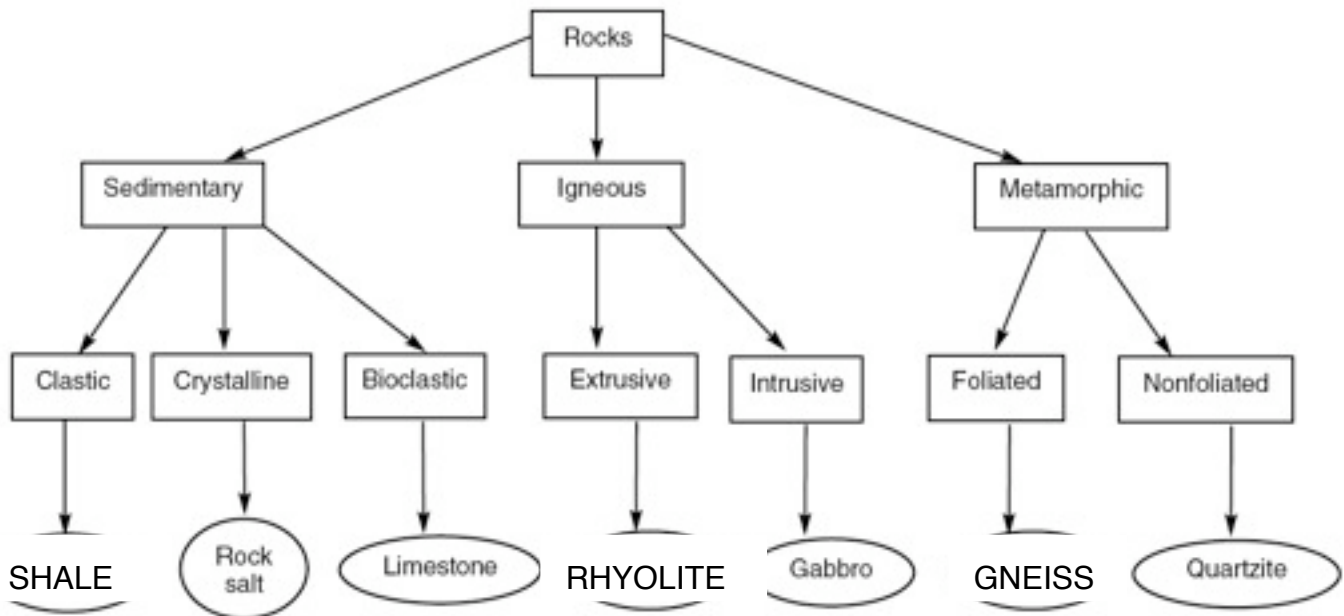 Rocks
Sedimentary
Igneous
Metamorphic
Clastic
Crystalline
Bioclastic
Extrusive
Intrusive
Foliated
Nonfoliated
SHALE
Rock
salt
Limestone
RHYOLITE
Gabbro
GNEISS
Quartzite